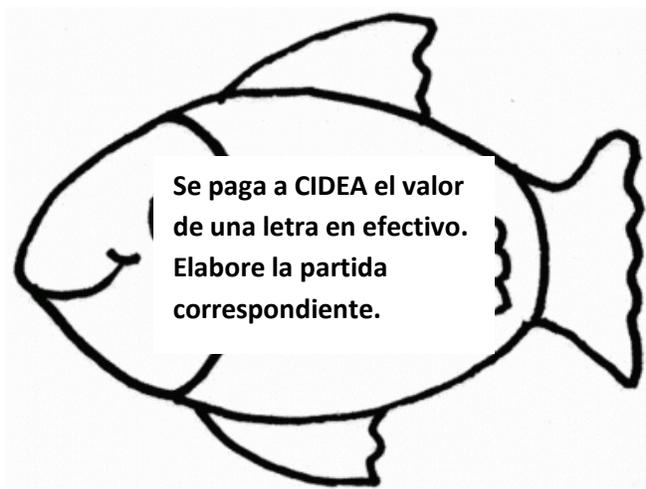 Se paga a CIDEA el valor
de una letra en efectivo.
Elabore la partida
correspondiente.